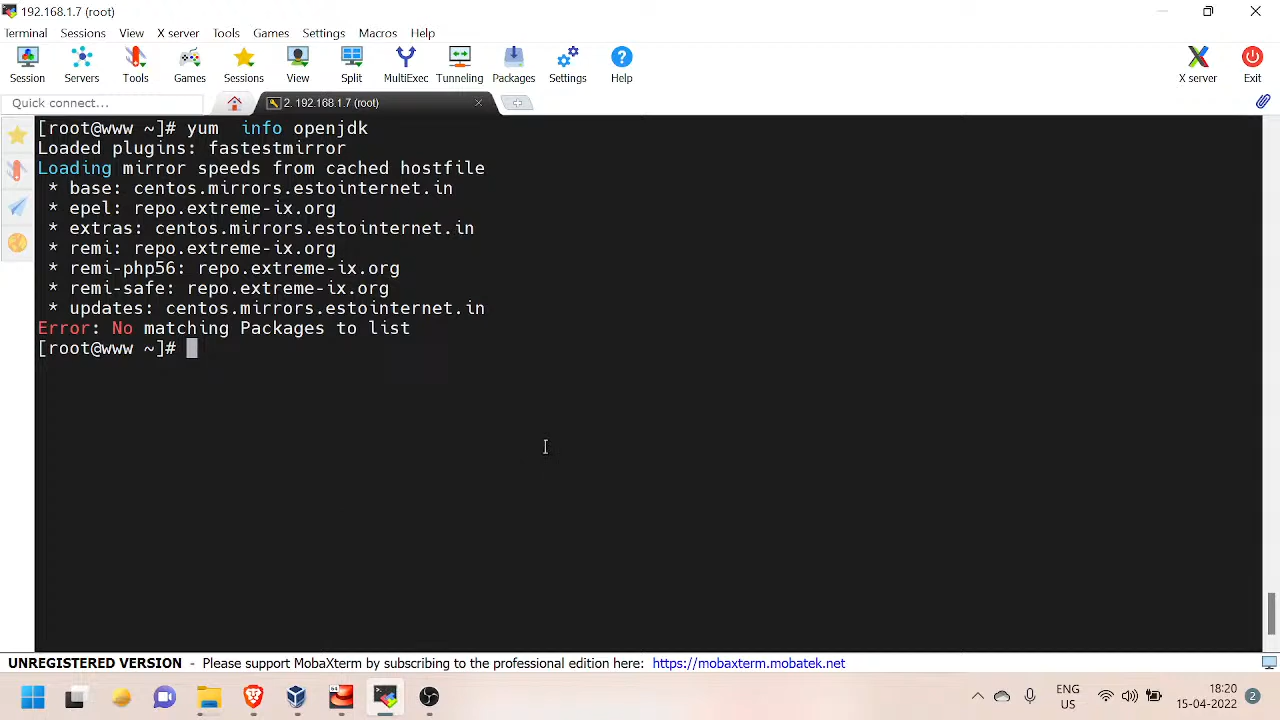 192.168.1.7 (root)
Terminal Sessions View X server Tools Games Settings Macros Help
Session Servers Tools Games Sessions View Split MultiExec Tunneling Packages Settings Help X server Exit
Quick connect...
2. 192.168.1.7 (root)
[root@www ~]# yum  info openjdk
Loaded plugins: fastestmirror
Loading mirror speeds from cached hostfile
 * base: centos.mirrors.estointernet.in
 * epel: repo.extreme-ix.org
 * extras: centos.mirrors.estointernet.in
 * remi: repo.extreme-ix.org
 * remi-php56: repo.extreme-ix.org
 * remi-safe: repo.extreme-ix.org
 * updates: centos.mirrors.estointernet.in
Error: No matching Packages to list
[root@www ~]#
UNREGISTERED VERSION - Please support MobaXterm by subscribing to the professional edition here: https://mobaxterm.mobatek.net
ENG 18:20
US 15-04-2022 2